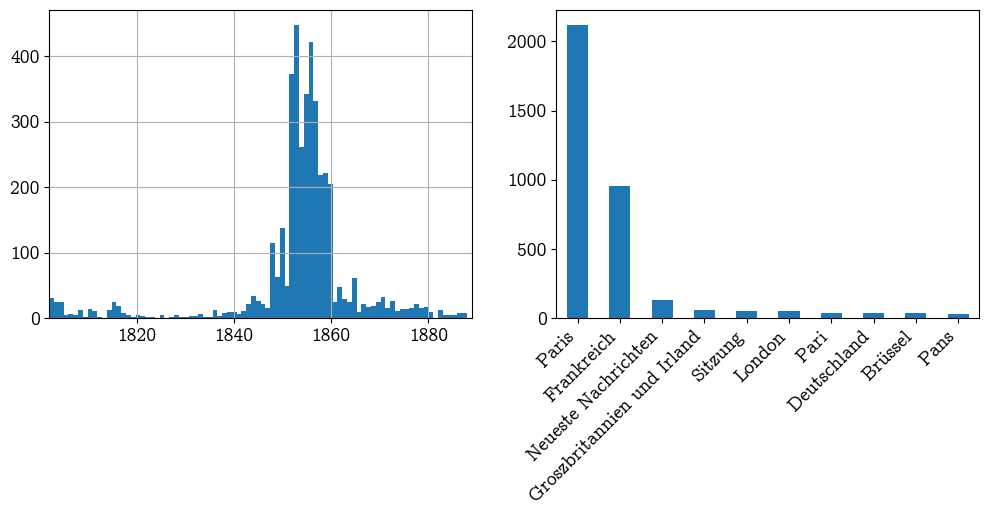 400
300
200
100
0
1820
1840
1860
1880
2000
1500
1000
500
0
Paris
Frankreich
Neueste Nachrichten
Groszbritannien und Irland
Sitzung
London
Pari
Deutschland
Brüssel
Pans